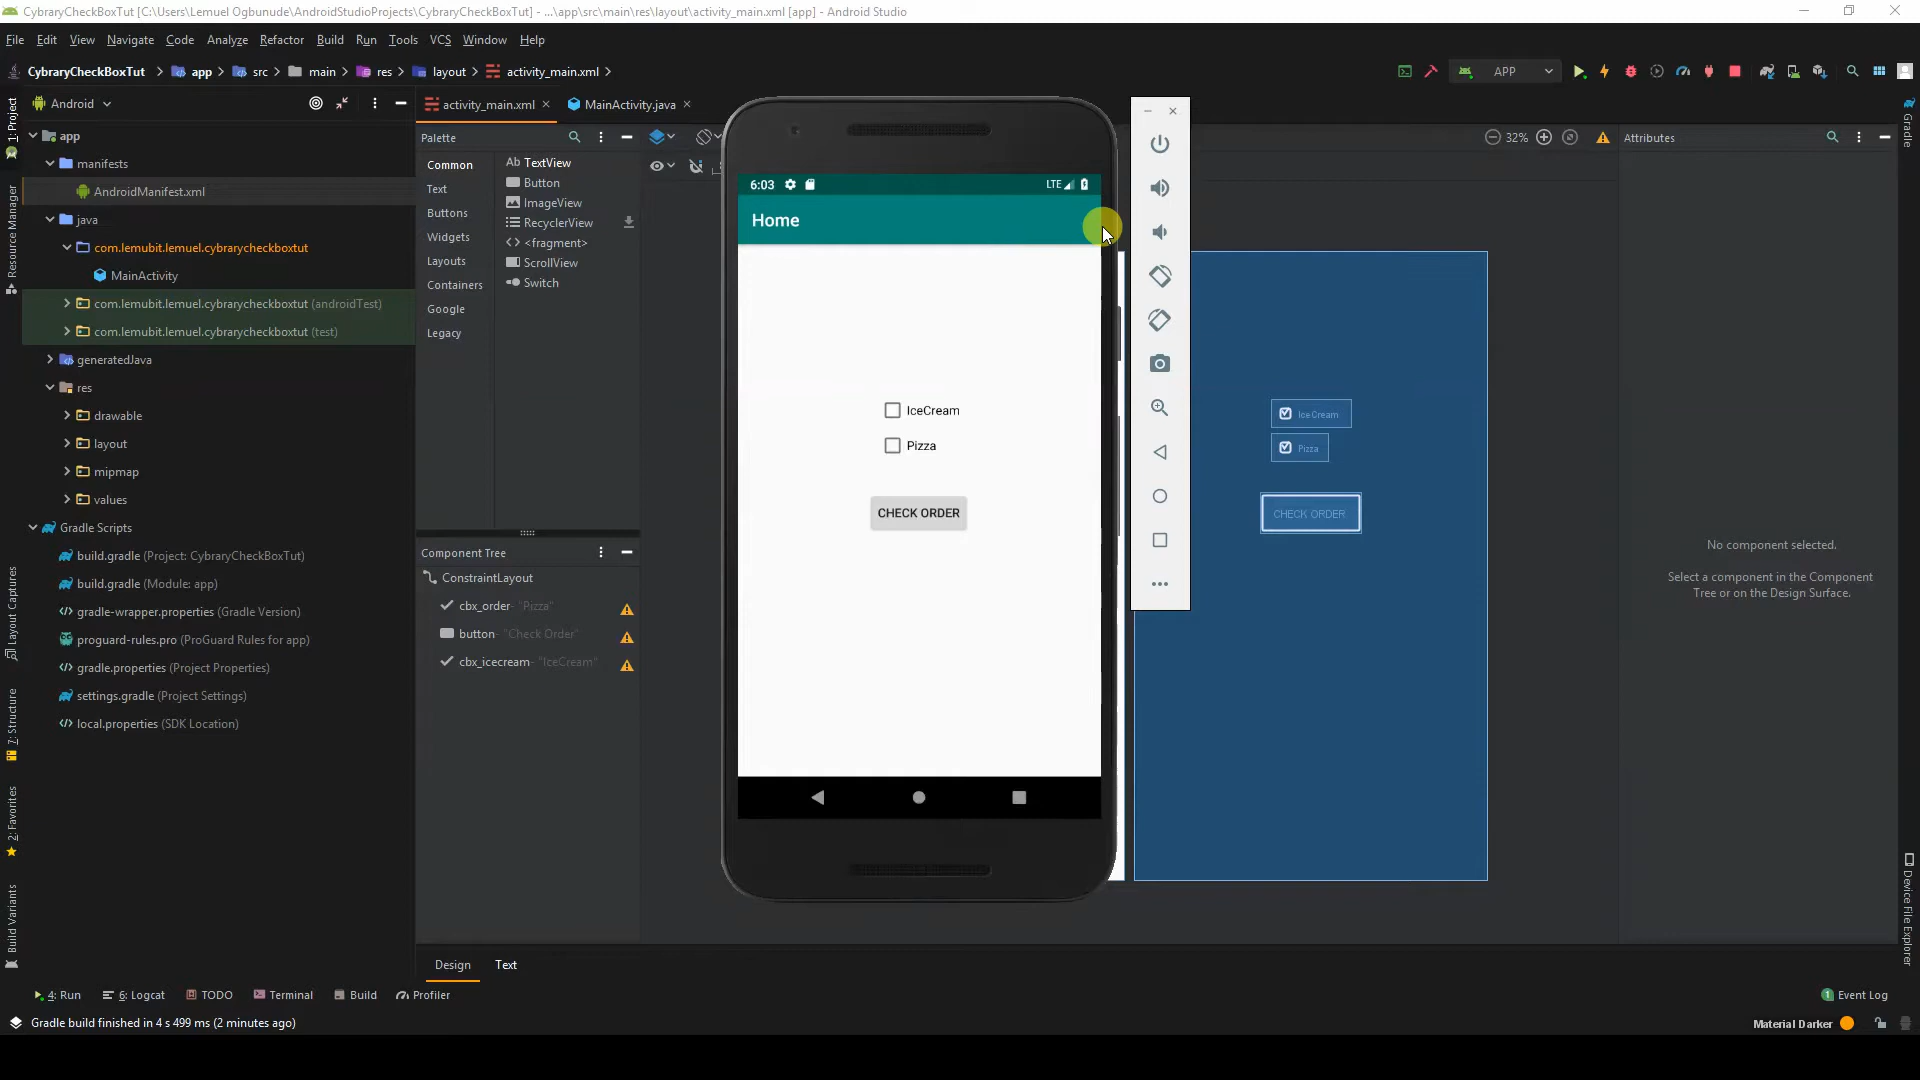 CybraryCheckBoxTut [C:\Users\Lemuel Ogbunude\AndroidStudioProjects\CybraryCheckBoxTut] - ...\app\src\main\res\layout\activity_main.xml [app] - Android Studio
File Edit View Navigate Code Analyze Refactor Build Run Tools VCS Window Help
CybraryCheckBoxTut app src main res layout activity_main.xml APP
1: Project
Resource Manager
Layout Captures
7: Structure
2: Favorites
Build Variants
Android
app
manifests
AndroidManifest.xml
java
com.lemubit.lemuel.cybrarycheckboxtut
MainActivity
com.lemubit.lemuel.cybrarycheckboxtut (androidTest)
com.lemubit.lemuel.cybrarycheckboxtut (test)
generatedJava
res
drawable
layout
mipmap
values
Gradle Scripts
build.gradle (Project: CybraryCheckBoxTut)
build.gradle (Module: app)
gradle-wrapper.properties (Gradle Version)
proguard-rules.pro (ProGuard Rules for app)
gradle.properties (Project Properties)
settings.gradle (Project Settings)
local.properties (SDK Location)
activity_main.xml MainActivity.java
Palette
Common
Text
Buttons
Widgets
Layouts
Containers
Google
Legacy
Ab TextView
Button
ImageView
RecyclerView
<fragment>
ScrollView
Switch
Component Tree
ConstraintLayout
cbx_order- "Pizza"
button- "Check Order"
cbx_icecream- "IceCream"
6:03 LTE
Home
IceCream
Pizza
CHECK ORDER
IceCream
Pizza
CHECK ORDER
32%
Attributes
No component selected.
Select a component in the Component
Tree or on the Design Surface.
Gradle
Device File Explorer
Design Text
4: Run 6: Logcat TODO Terminal Build Profiler
1 Event Log
Gradle build finished in 4 s 499 ms (2 minutes ago)
Material Darker